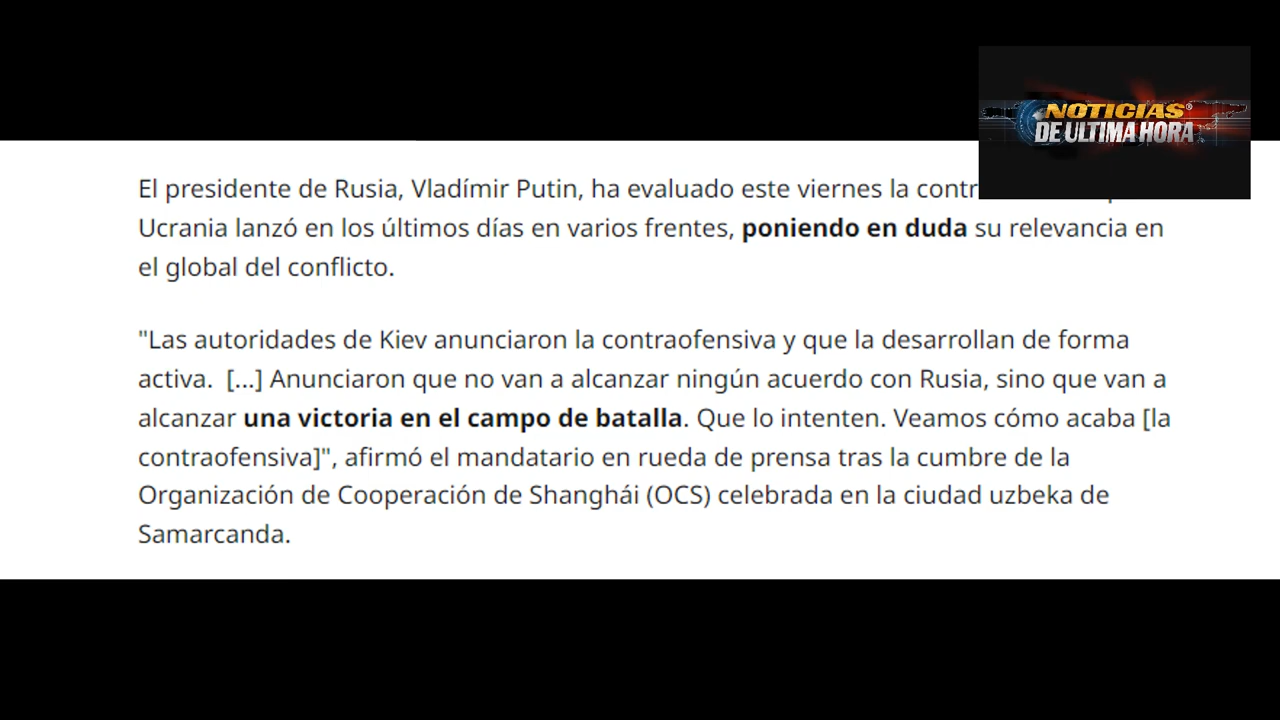 NOTICIAS®
DE ULTIMA HORA
El presidente de Rusia, Vladímir Putin, ha evaluado este viernes la
Ucrania lanzó en los últimos días en varios frentes, poniendo en duda su relevancia en
el global del conflicto.
"Las autoridades de Kiev anunciaron la contraofensiva y que la desarrollan de forma
activa. [...] Anunciaron que no van a alcanzar ningún acuerdo con Rusia, sino que van a
alcanzar una victoria en el campo de batalla. Que lo intenten. Veamos cómo acaba [la
contraofensiva]", afirmó el mandatario en rueda de prensa tras la cumbre de la
Organización de Cooperación de Shanghái (OCS) celebrada en la ciudad uzbeka de
Samarcanda.